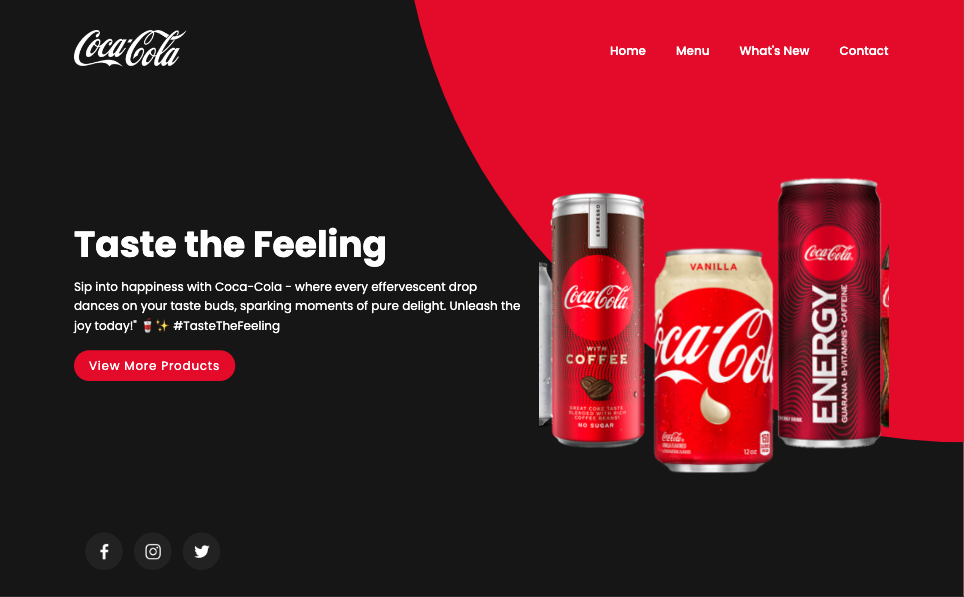 Coca-Cola
Home Menu What's New Contact
Taste the Feeling
Sip into happiness with Coca-Cola - where every effervescent drop
dances on your taste buds, sparking moments of pure delight. Unleash the
joy today!" 🥤✨ #TasteTheFeeling
View More Products
ESPRESSO
Coca-Cola
WITH
COFFEE
GREAT COKE TASTE
BLENDED WITH RICH
COFFEE BEANS!
NO SUGAR
VANILLA
oca-Col
Coca-Cola
12 oz
Coca-Cola
ENERGY
GUARANA • B-VITAMINS • CAFFEINE